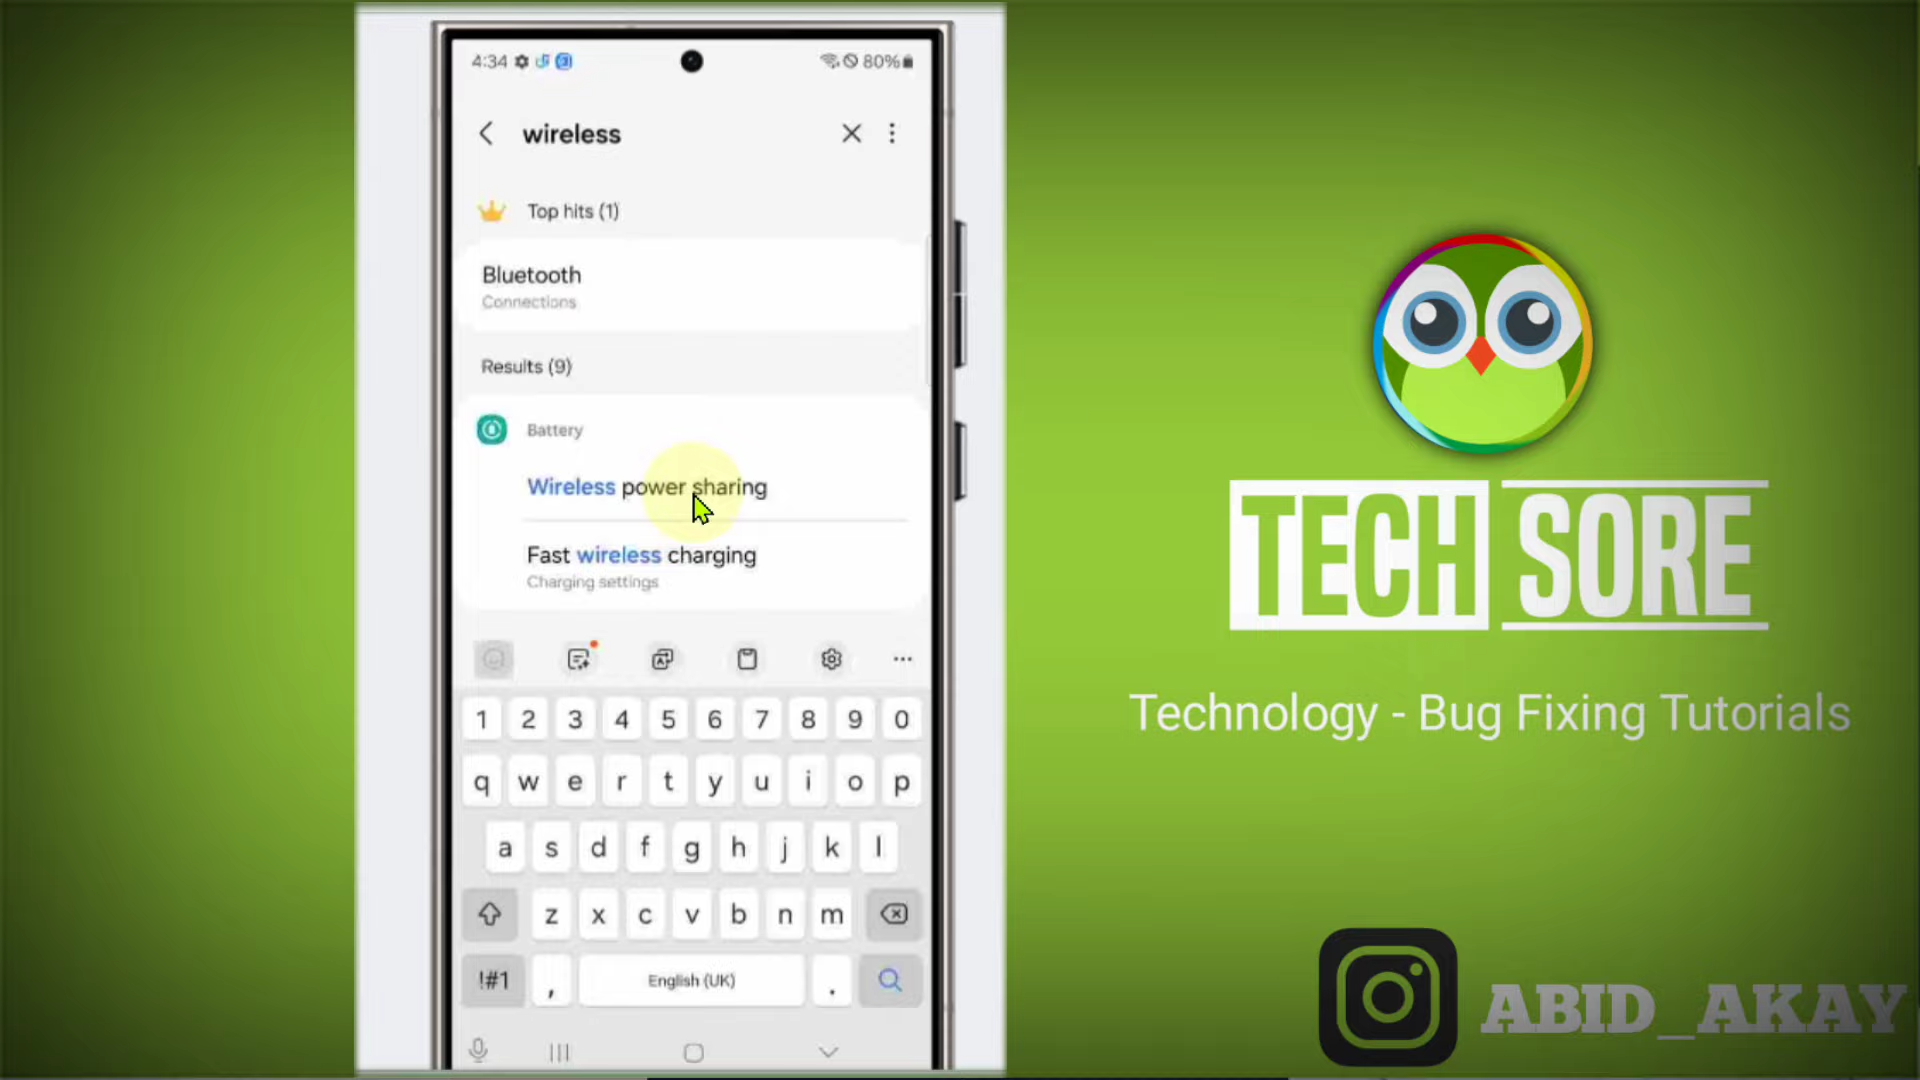 4:34
80%
wireless
Top hits (1)
Bluetooth
Connections
Results (9)
Battery
Wireless power sharing
Fast wireless charging
Charging settings
1 2 3 4 5 6 7 8 9 0
q w e r t y u i o p
a s d f g h j k l
z x c v b n m
!#1 , English (UK) .
TECH SORE
Technology - Bug Fixing Tutorials
ABID_AKAY